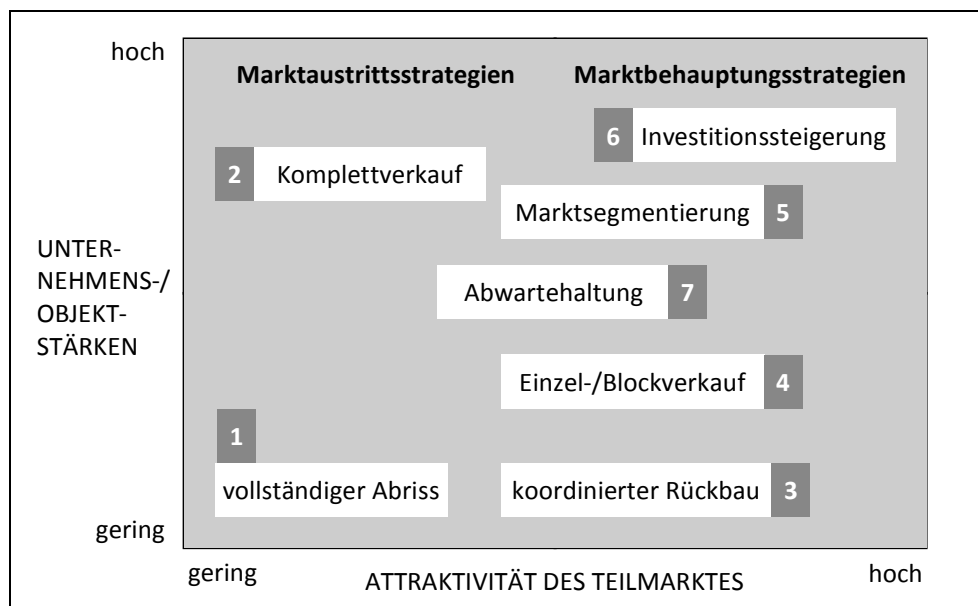 hoch
Marktaustrittsstrategien
Marktbehauptungsstrategien
6 Investitionssteigerung
2 Komplettverkauf
Marktsegmentierung 5
UNTER-
NEHMENS-/
OBJEKT-
STÄRKEN
Abwartehaltung 7
Einzel-/Blockverkauf 4
1
vollständiger Abriss
koordinierter Rückbau 3
gering
gering
ATTRAKTIVITÄT DES TEILMARKTES
hoch